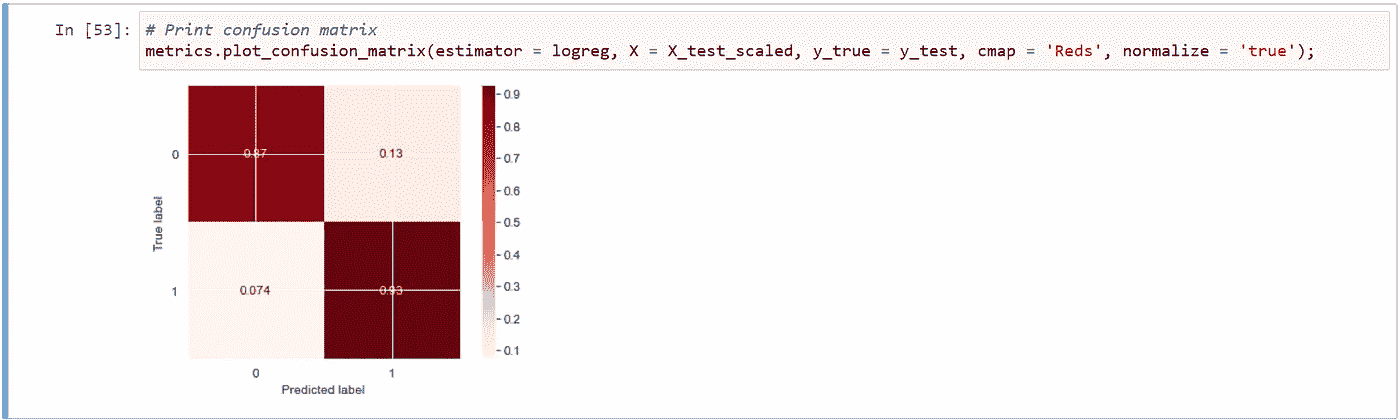 In [53]: # Print confusion matrix
metrics.plot_confusion_matrix(estimator = logreg, X = X_test_scaled, y_true = y_test, cmap = 'Reds', normalize = 'true');
0.9
0.8
0 0.87 0.13
0.7
0.6
True label
0.5
0.4
1 0.074 0.93
0.3
0.2
0.1
0 1
Predicted label